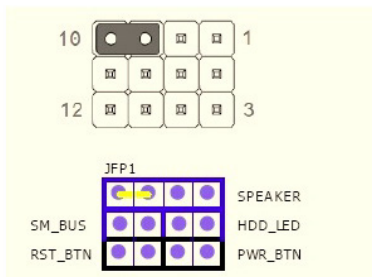 10 1
12 3
JFP1
SPEAKER
SM_BUS HDD_LED
RST_BTN PWR_BTN